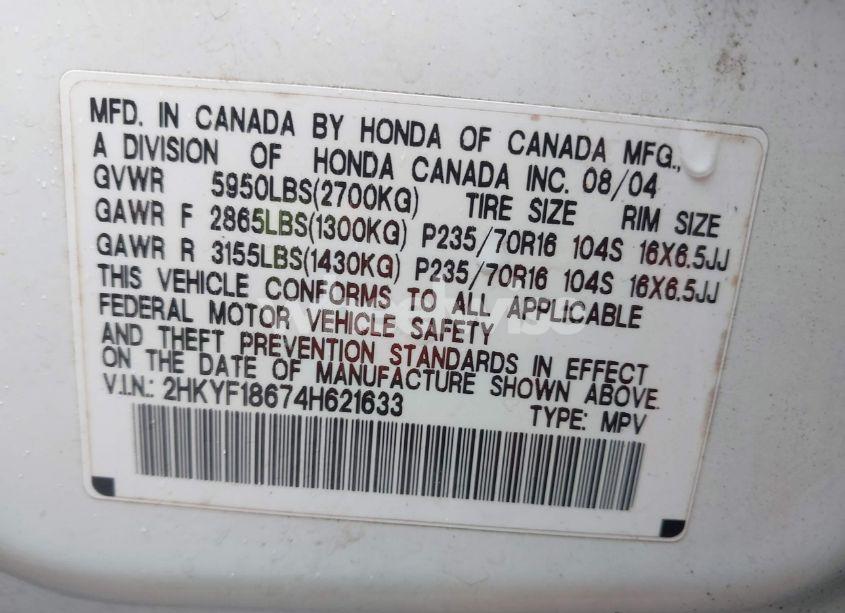 MFD. IN CANADA BY HONDA OF CANADA MFG.,
A DIVISION OF HONDA CANADA INC. 08/04
GVWR 5950LBS(2700KG) TIRE SIZE RIM SIZE
GAWR F 2865LBS(1300KG) P235/70R16 104S 16X6.5JJ
GAWR R 3155LBS(1430KG) P235/70R16 104S 16X6.5JJ
THIS VEHICLE CONFORMS TO ALL APPLICABLE
FEDERAL MOTOR VEHICLE SAFETY
AND THEFT PREVENTION STANDARDS IN EFFECT
ON THE DATE OF MANUFACTURE SHOWN ABOVE.
V.I.N.: 2HKYF18674H621633 TYPE: MPV